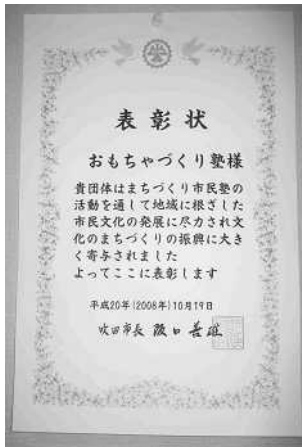 表彰状
おもちゃづくり塾様
貴団体はまちづくり市民塾の
活動を通して地域に根ざした
市民文化の発展に尽力され文
化のまちづくりの振興に大き
く寄与されました
よってここに表彰します
平成20年(2008年)10月19日
吹田市長 阪口善雄